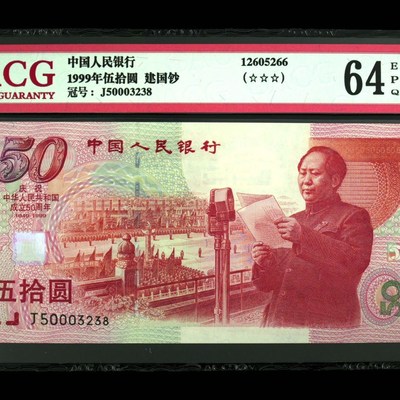 ACG
GUARANTY
中国人民银行
1999年伍拾圆 建国钞
冠号: J50003238
12605266
(☆☆☆)
64
E
P
Q
50
中国人民银行
庆祝
中华人民共和国
成立50周年
1949-1999
伍拾圆
J50003238
50